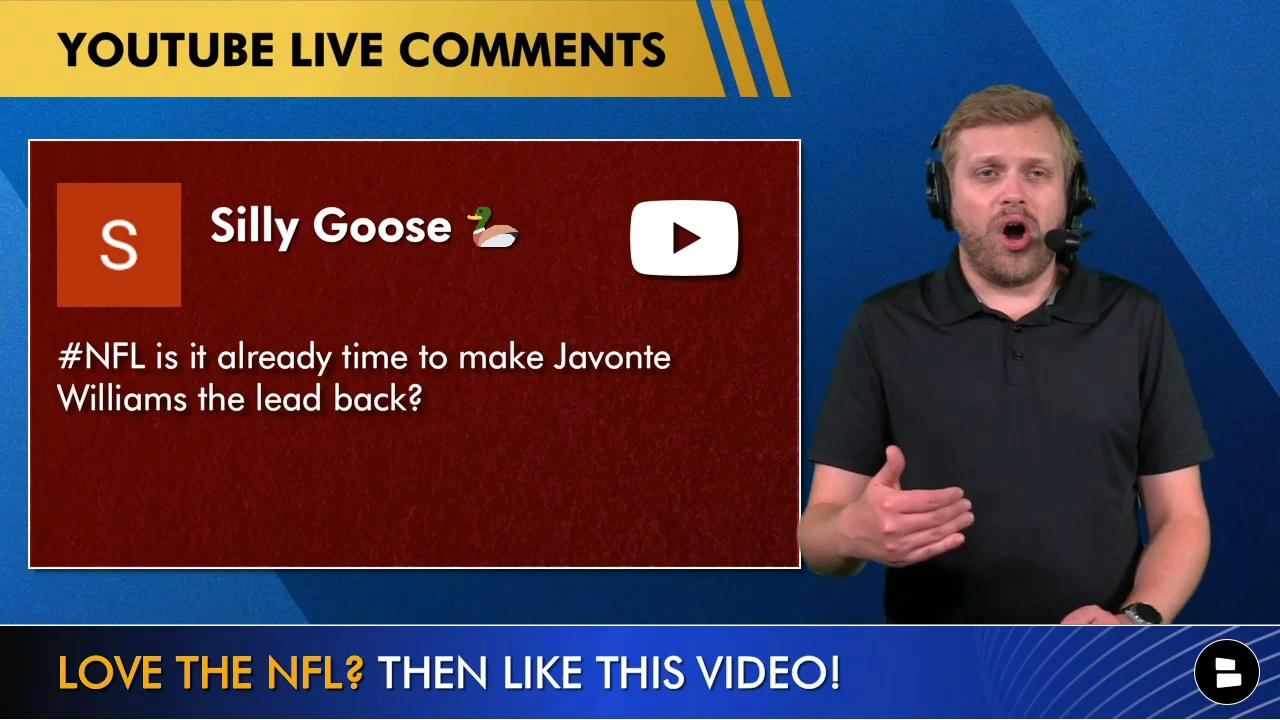 YOUTUBE LIVE COMMENTS
S
Silly Goose
#NFL is it already time to make Javonte
Williams the lead back?
LOVE THE NFL? THEN LIKE THIS VIDEO!